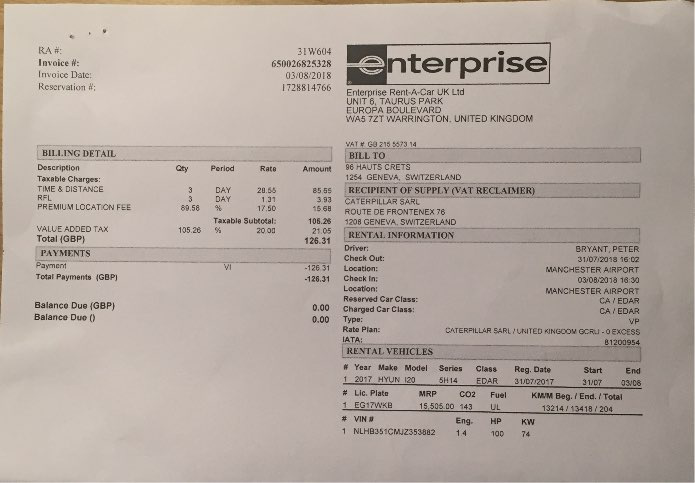 RA #: 31W604
Invoice #: 650026825328
Invoice Date: 03/08/2018
Reservation #: 1728814766
enterprise
Enterprise Rent-A-Car UK Ltd
UNIT 6, TAURUS PARK
EUROPA BOULEVARD
WA5 7ZT WARRINGTON, UNITED KINGDOM
VAT #: GB 215 5573 14
BILLING DETAIL
Description Qty Period Rate Amount
Taxable Charges:
TIME & DISTANCE 3 DAY 28.55 85.65
RFL 3 DAY 1.31 3.93
PREMIUM LOCATION FEE 89.58 % 17.50 15.68
Taxable Subtotal: 105.26
VALUE ADDED TAX 105.26 % 20.00 21.05
Total (GBP) 126.31
PAYMENTS
Payment VI -126.31
Total Payments (GBP) -126.31
Balance Due (GBP) 0.00
Balance Due () 0.00
BILL TO
96 HAUTS CRETS
1254 GENEVA, SWITZERLAND
RECIPIENT OF SUPPLY (VAT RECLAIMER)
CATERPILLAR SARL
ROUTE DE FRONTENEX 76
1208 GENEVA, SWITZERLAND
RENTAL INFORMATION
Driver: BRYANT, PETER
Check Out: 31/07/2018 16:02
Location: MANCHESTER AIRPORT
Check In: 03/08/2018 16:30
Location: MANCHESTER AIRPORT
Reserved Car Class: CA / EDAR
Charged Car Class: CA / EDAR
Type: VP
Rate Plan: CATERPILLAR SARL / UNITED KINGDOM GCRU - 0 EXCESS
IATA: 81200954
RENTAL VEHICLES
# Year Make Model Series Class Reg. Date Start End
1 2017 HYUN I20 5H14 EDAR 31/07/2017 31/07 03/08
# Lic. Plate MRP CO2 Fuel KM/M Beg. / End. / Total
1 EG17WKB 15,505.00 143 UL 13214 / 13418 / 204
# VIN # Eng. HP KW
1 NLHB351CMJZ353882 1.4 100 74